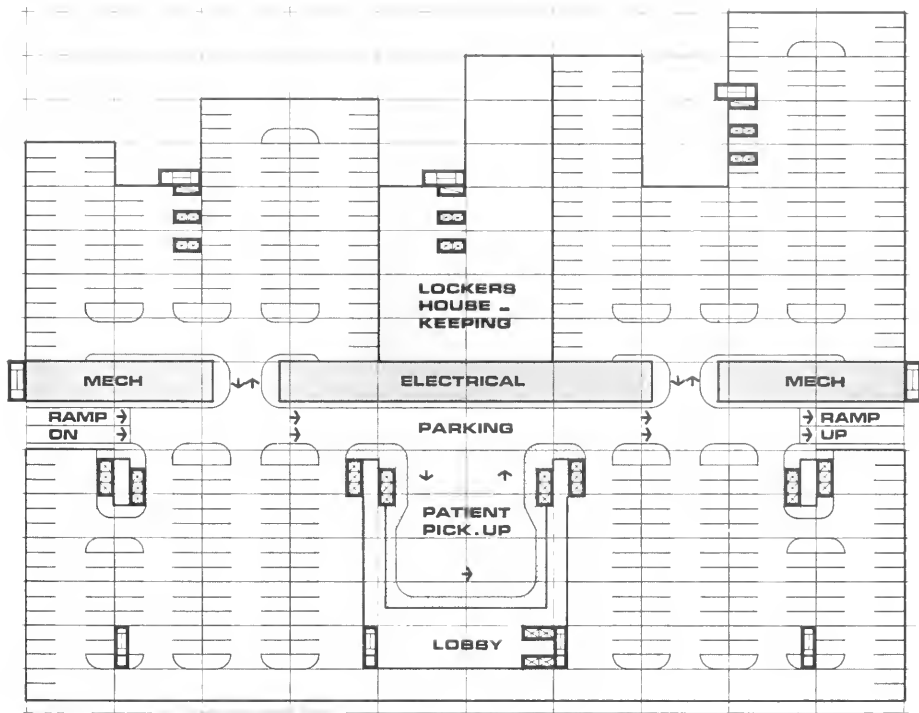 LOCKERS
HOUSE -
KEEPING
MECH
ELECTRICAL
MECH
RAMP
ON
PARKING
RAMP
UP
PATIENT
PICK.UP
LOBBY